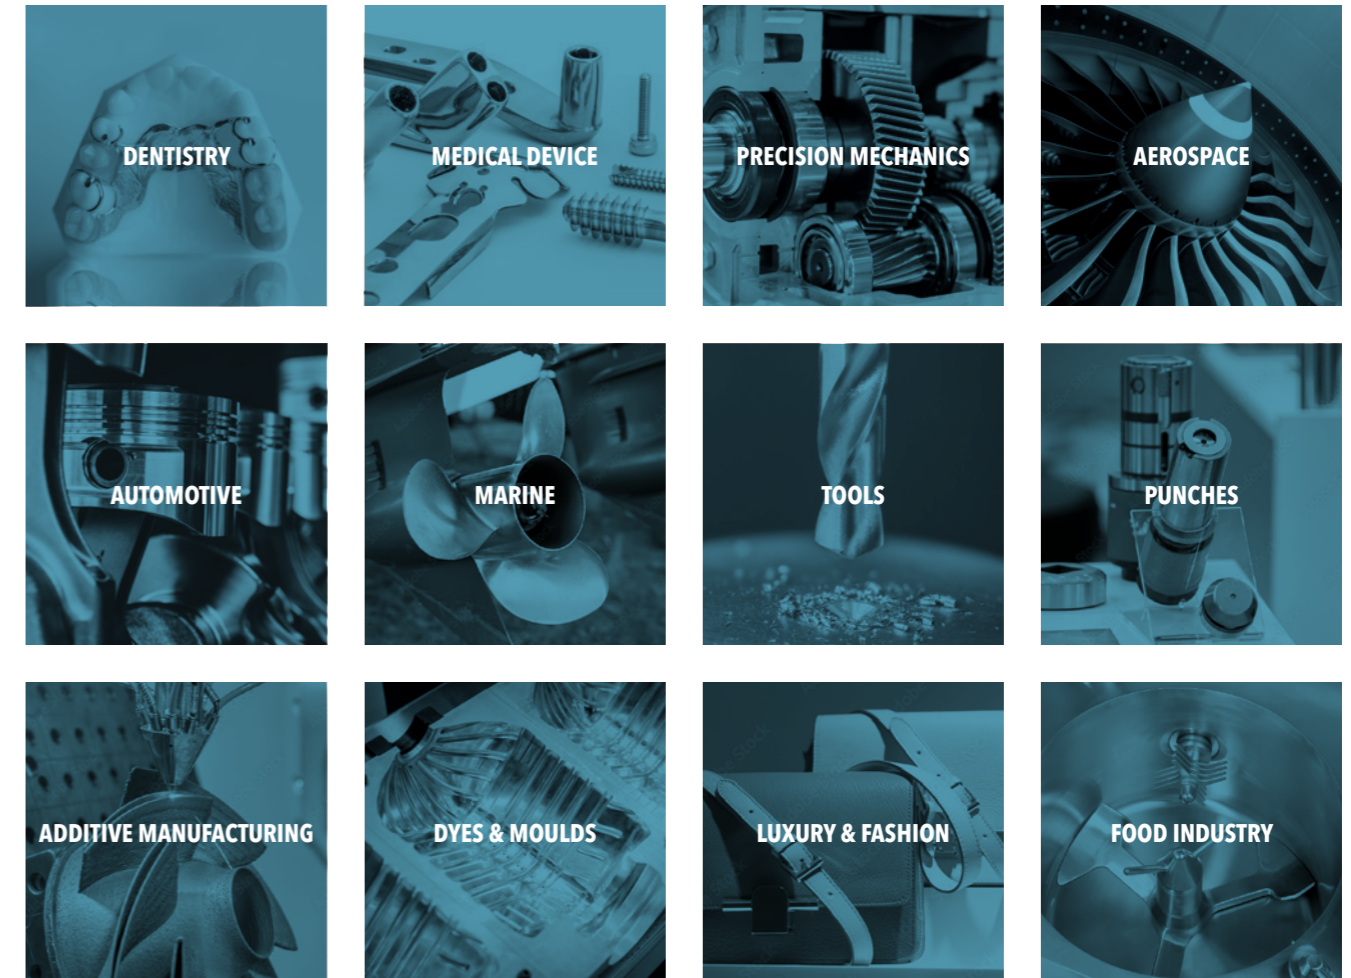 DENTISTRY
MEDICAL DEVICE
PRECISION MECHANICS
AEROSPACE
AUTOMOTIVE
MARINE
TOOLS
PUNCHES
ADDITIVE MANUFACTURING
DYES & MOULDS
LUXURY & FASHION
FOOD INDUSTRY